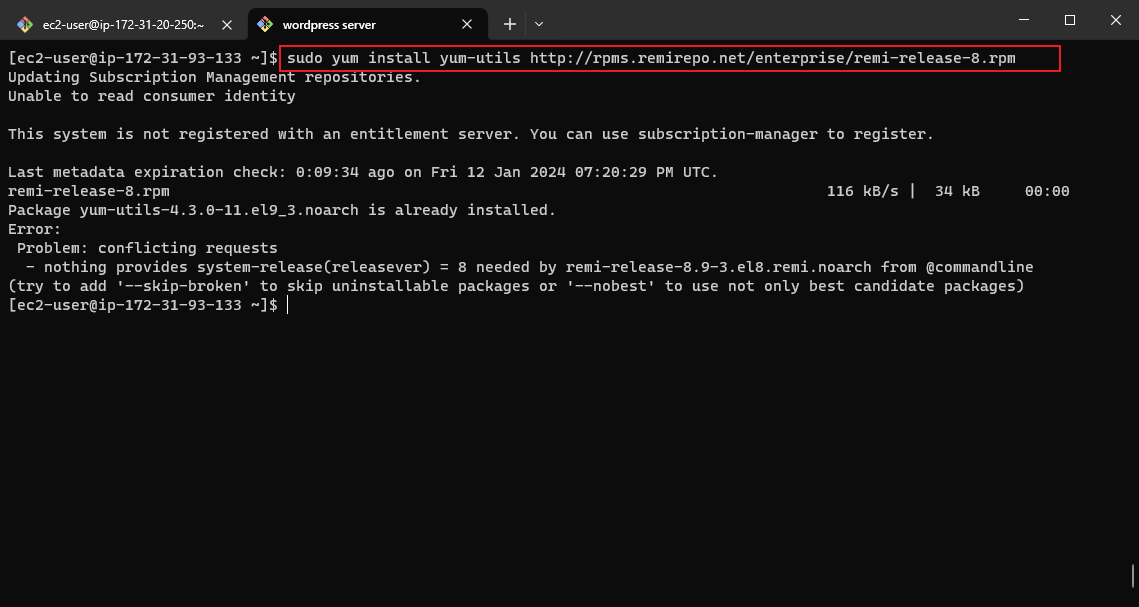 ec2-user@ip-172-31-20-250:~ wordpress server
[ec2-user@ip-172-31-93-133 ~]$ sudo yum install yum-utils http://rpms.remirepo.net/enterprise/remi-release-8.rpm
Updating Subscription Management repositories.
Unable to read consumer identity
This system is not registered with an entitlement server. You can use subscription-manager to register.
Last metadata expiration check: 0:09:34 ago on Fri 12 Jan 2024 07:20:29 PM UTC.
remi-release-8.rpm 116 kB/s | 34 kB 00:00
Package yum-utils-4.3.0-11.el9_3.noarch is already installed.
Error:
Problem: conflicting requests
- nothing provides system-release(releasever) = 8 needed by remi-release-8.9-3.el8.remi.noarch from @commandline
(try to add '--skip-broken' to skip uninstallable packages or '--nobest' to use not only best candidate packages)
[ec2-user@ip-172-31-93-133 ~]$